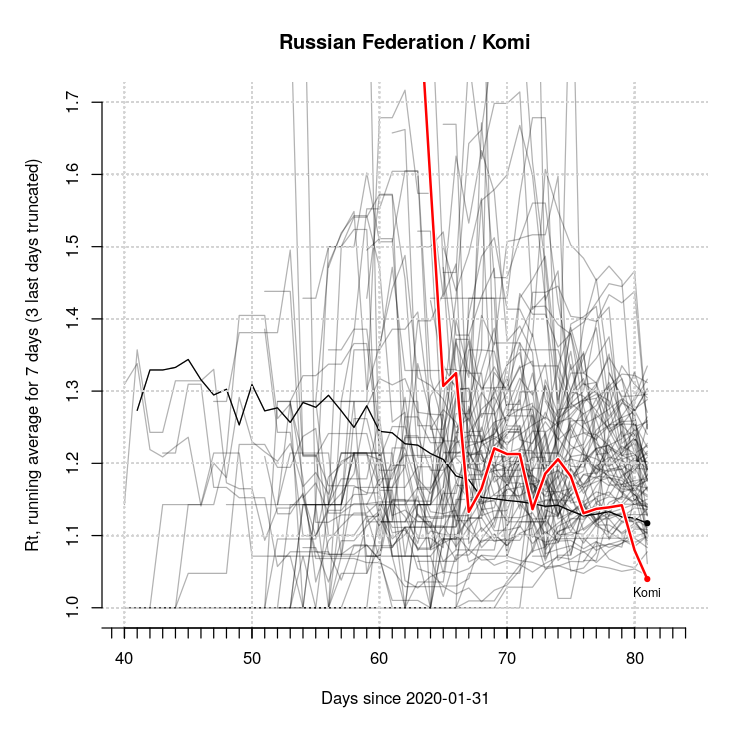 Russian Federation / Komi
Rt, running average for 7 days (3 last days truncated)
1.7
1.6
1.5
1.4
1.3
1.2
1.1
1.0
Komi
40 50 60 70 80
Days since 2020-01-31